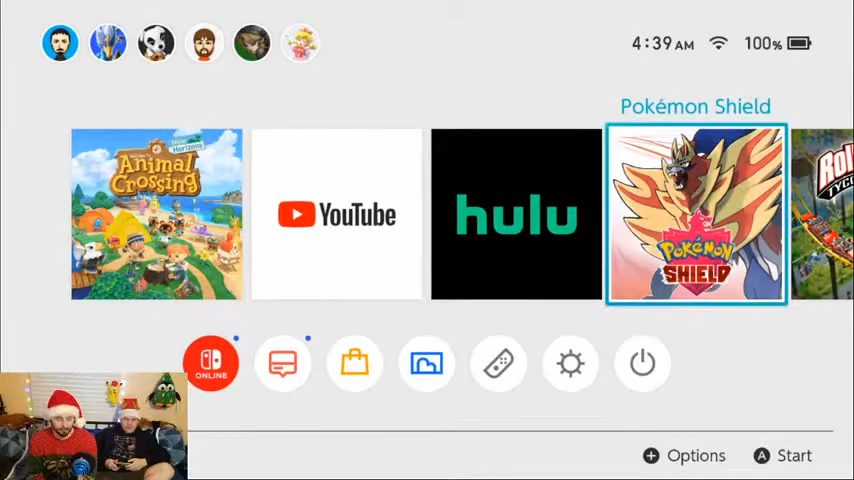 4:39 AM 100%
Pokémon Shield
New Horizons
Animal Crossing
YouTube
hulu
POKÉMON
SHIELD
ONLINE
Options
A Start